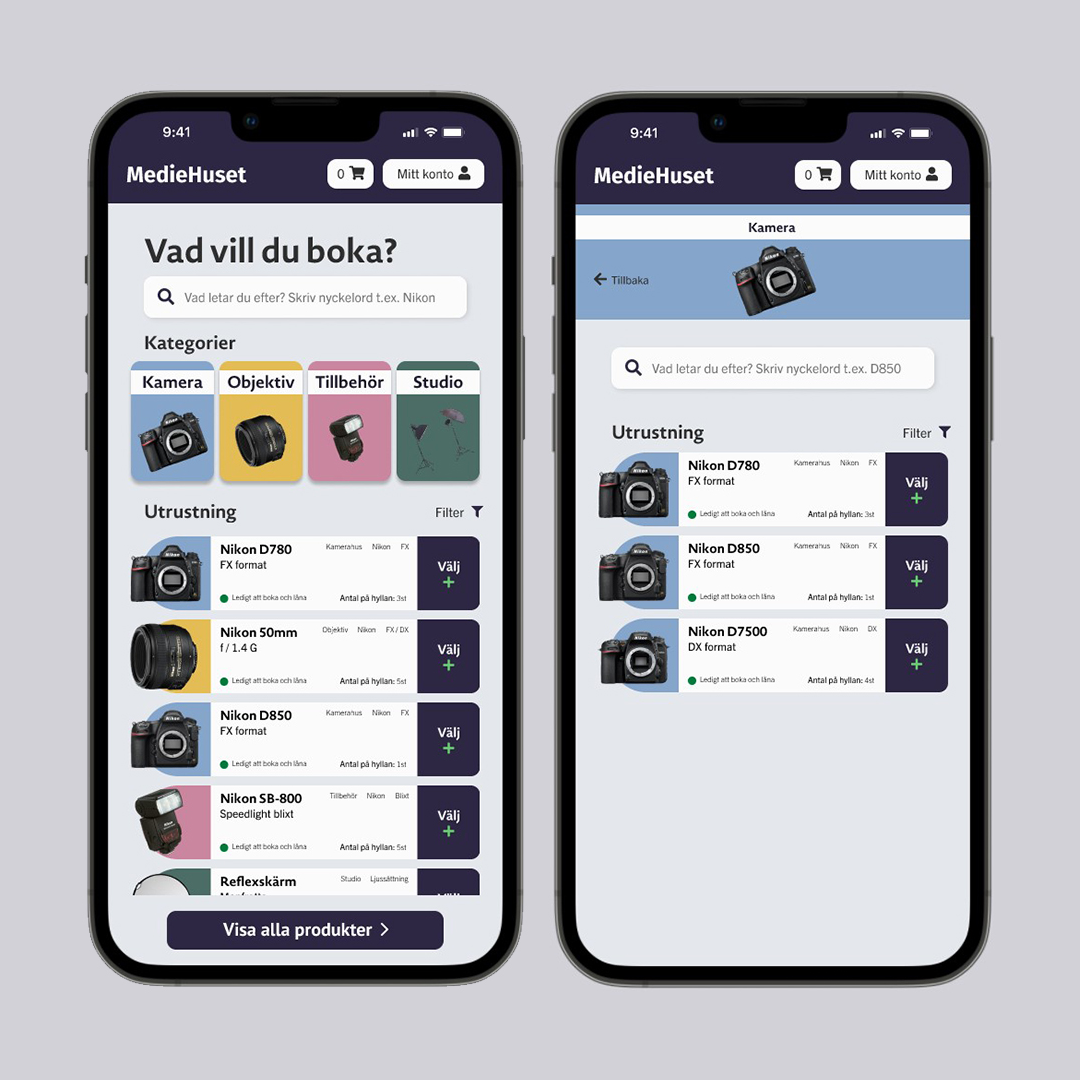 9:41
MedieHuset
0
Mitt konto
Vad vill du boka?
Vad letar du efter? Skriv nyckelord t.ex. Nikon
Kategorier
Kamera
Objektiv
Tillbehör
Studio
Utrustning
Filter
Nikon D780
Kamerahus Nikon FX
FX format
Ledigt att boka och låna
Antal på hyllan: 3st
Välj
+
Nikon 50mm
Objektiv Nikon FX / DX
f / 1.4 G
Ledigt att boka och låna
Antal på hyllan: 5st
Välj
+
Nikon D850
Kamerahus Nikon FX
FX format
Ledigt att boka och låna
Antal på hyllan: 1st
Välj
+
Nikon SB-800
Tillbehör Nikon Blixt
Speedlight blixt
Ledigt att boka och låna
Antal på hyllan: 5st
Välj
+
Reflexskärm
Studio Ljussättning
Visa alla produkter >
9:41
MedieHuset
0
Mitt konto
Kamera
Tillbaka
Vad letar du efter? Skriv nyckelord t.ex. D850
Utrustning
Filter
Nikon D780
Kamerahus Nikon FX
FX format
Ledigt att boka och låna
Antal på hyllan: 3st
Välj
+
Nikon D850
Kamerahus Nikon FX
FX format
Ledigt att boka och låna
Antal på hyllan: 1st
Välj
+
Nikon D7500
Kamerahus Nikon DX
DX format
Ledigt att boka och låna
Antal på hyllan: 4st
Välj
+